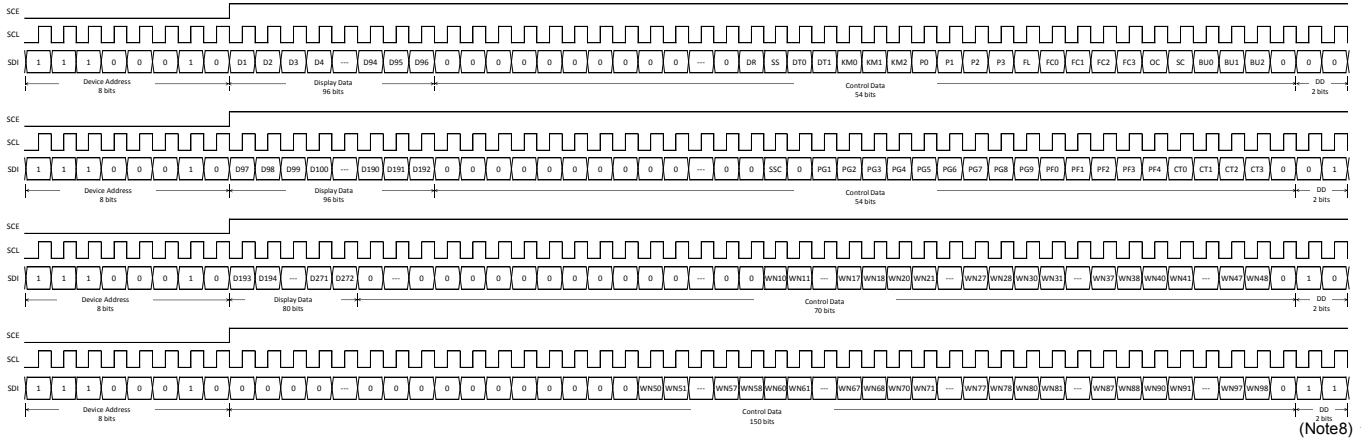 SCE
SCL
SDI 1 1 1 0 0 0 1 0 D1 D2 D3 D4 --- D94 D95 D96 0 0 0 0 0 0 0 0 0 0 --- 0 DR SS DT0 DT1 KM0 KM1 KM2 P0 P1 P2 P3 FL FC0 FC1 FC2 FC3 OC SC BU0 BU1 BU2 0 0 0
Device Address Display Data Control Data DD
8 bits 96 bits 54 bits 2 bits
SCE
SCL
SDI 1 1 1 0 0 0 1 0 D97 D98 D99 D100 --- D190 D191 D192 0 0 0 0 0 0 0 0 0 0 --- 0 0 SSC 0 PG1 PG2 PG3 PG4 PG5 PG6 PG7 PG8 PG9 PF0 PF1 PF2 PF3 PF4 CT0 CT1 CT2 CT3 0 0 1
Device Address Display Data Control Data DD
8 bits 96 bits 54 bits 2 bits
SCE
SCL
SDI 1 1 1 0 0 0 1 0 D193 D194 --- D271 D272 0 --- 0 0 0 0 0 0 0 0 0 0 0 --- 0 0 WN10 WN11 --- WN17 WN18 WN20 WN21 --- WN27 WN28 WN30 WN31 --- WN37 WN38 WN40 WN41 --- WN47 WN48 0 1 0
Device Address Display Data Control Data DD
8 bits 80 bits 70 bits 2 bits
SCE
SCL
SDI 1 1 1 0 0 0 1 0 0 0 0 0 --- 0 0 0 0 0 0 0 0 0 0 0 WN50 WN51 --- WN57 WN58 WN60 WN61 --- WN67 WN68 WN70 WN71 --- WN77 WN78 WN80 WN81 --- WN87 WN88 WN90 WN91 --- WN97 WN98 0 1 1
Device Address Control Data DD
8 bits 150 bits 2 bits
(Note8)